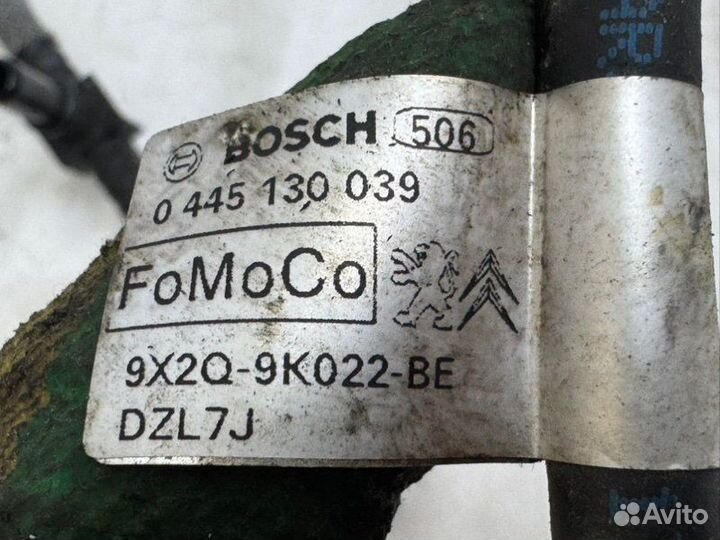 BOSCH 506
0 445 130 039
FoMoCo
9X2Q-9K022-BE
DZL7J
Avito